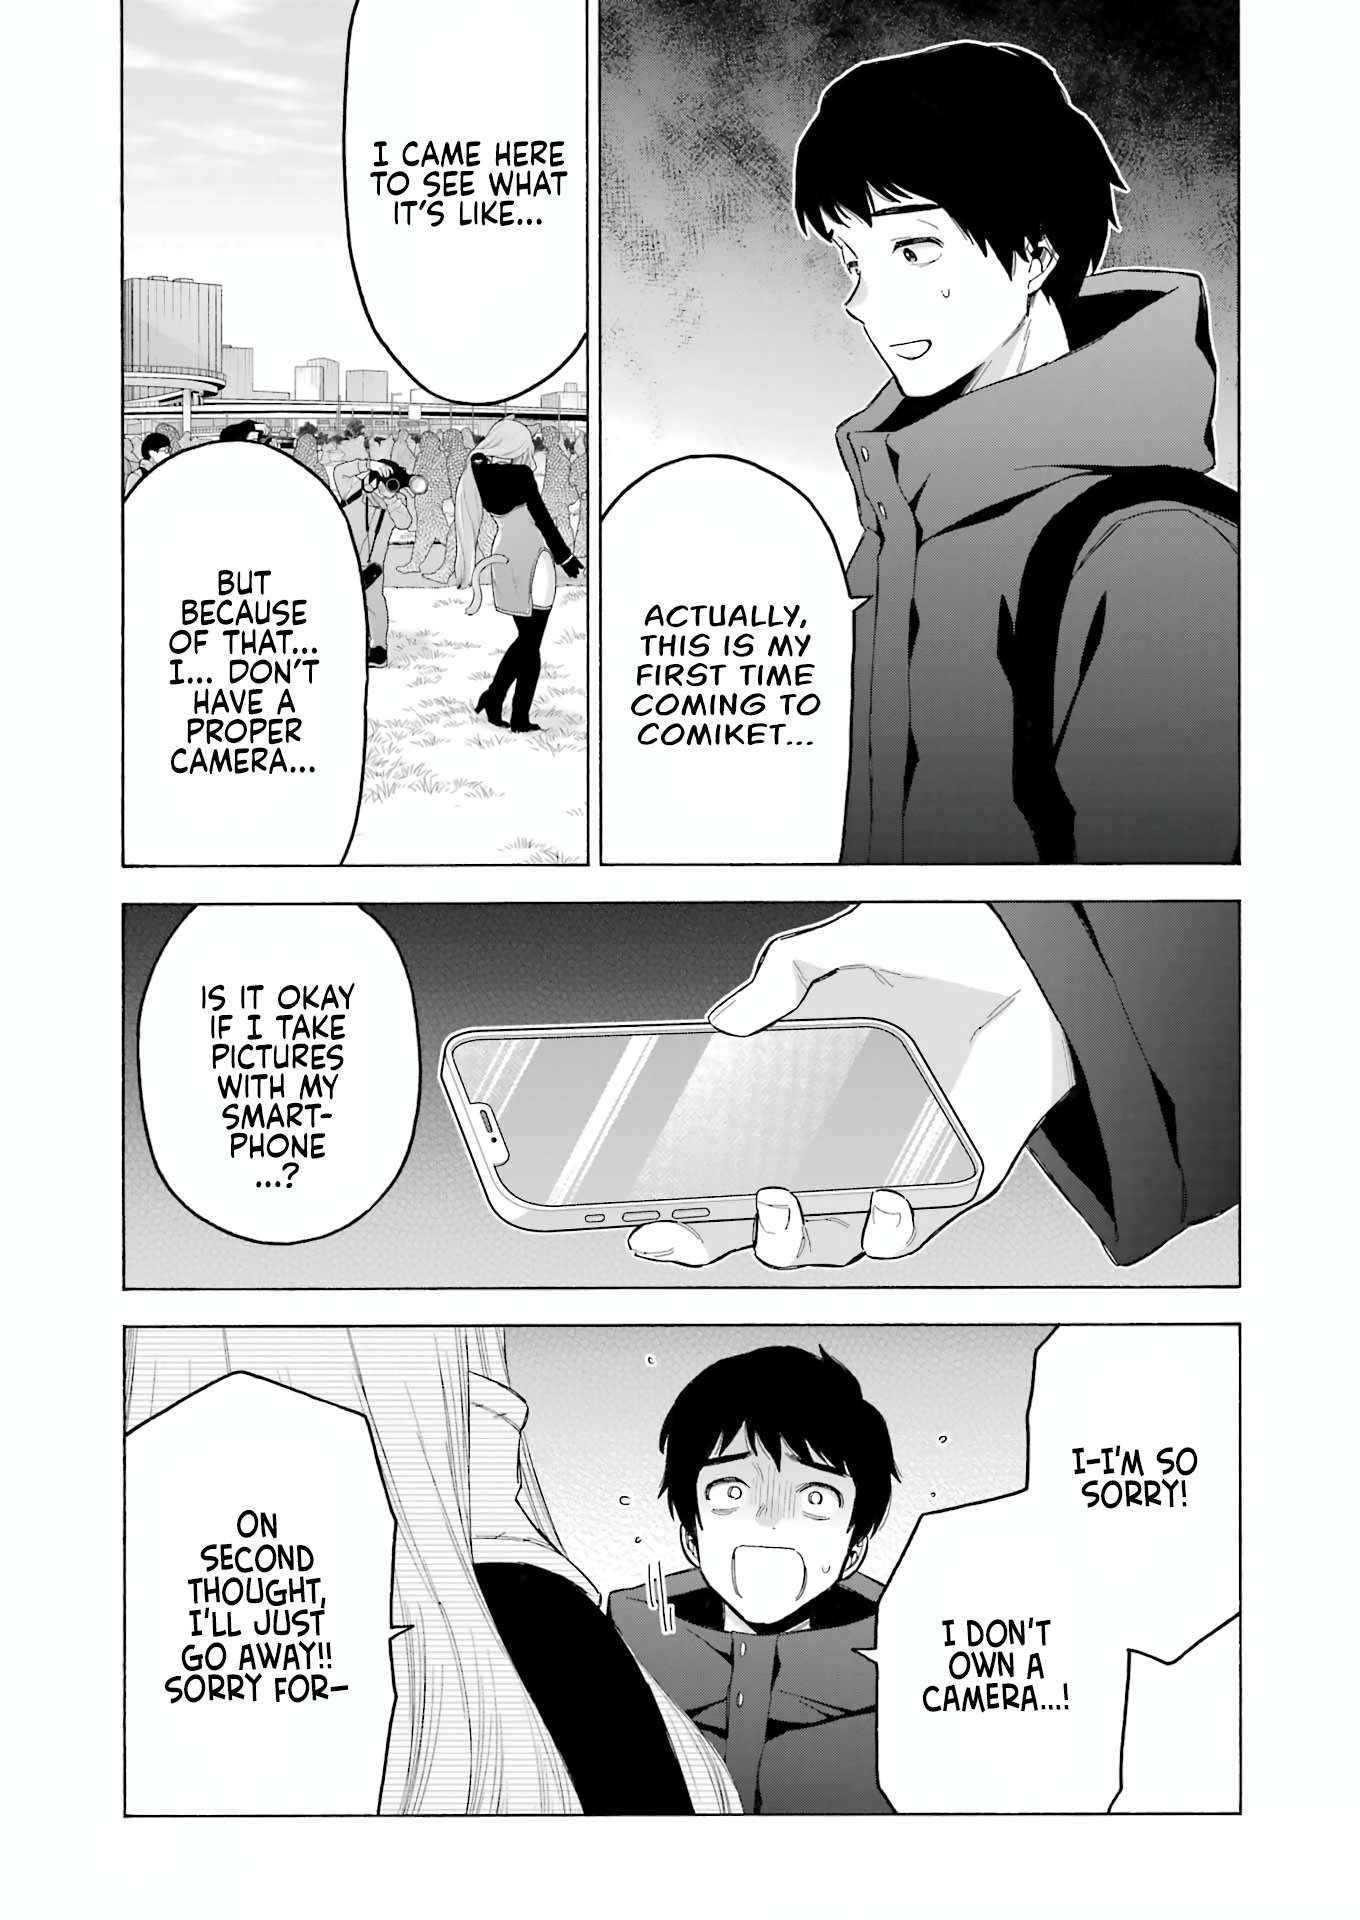 ACTUALLY,
THIS IS MY
FIRST TIME
COMING TO
COMIKET...
I CAME HERE
TO SEE WHAT
IT'S LIKE...
BUT
BECAUSE
OF THAT...
I... DON'T
HAVE A
PROPER
CAMERA...
IS IT OKAY
IF I TAKE
PICTURES
WITH MY
SMART-
PHONE
...?
I-I'M SO
SORRY!
I DON'T
OWN A
CAMERA...!
ON
SECOND
THOUGHT,
I'LL JUST
GO AWAY!!
SORRY FOR-